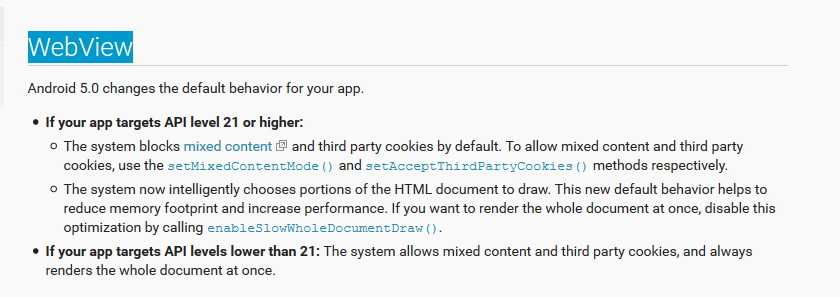 WebView
Android 5.0 changes the default behavior for your app.
• If your app targets API level 21 or higher:
○ The system blocks mixed content and third party cookies by default. To allow mixed content and third party
cookies, use the setMixedContentMode() and setAcceptThirdPartyCookies() methods respectively.
○ The system now intelligently chooses portions of the HTML document to draw. This new default behavior helps to
reduce memory footprint and increase performance. If you want to render the whole document at once, disable this
optimization by calling enableSlowWholeDocumentDraw().
• If your app targets API levels lower than 21: The system allows mixed content and third party cookies, and always
renders the whole document at once.